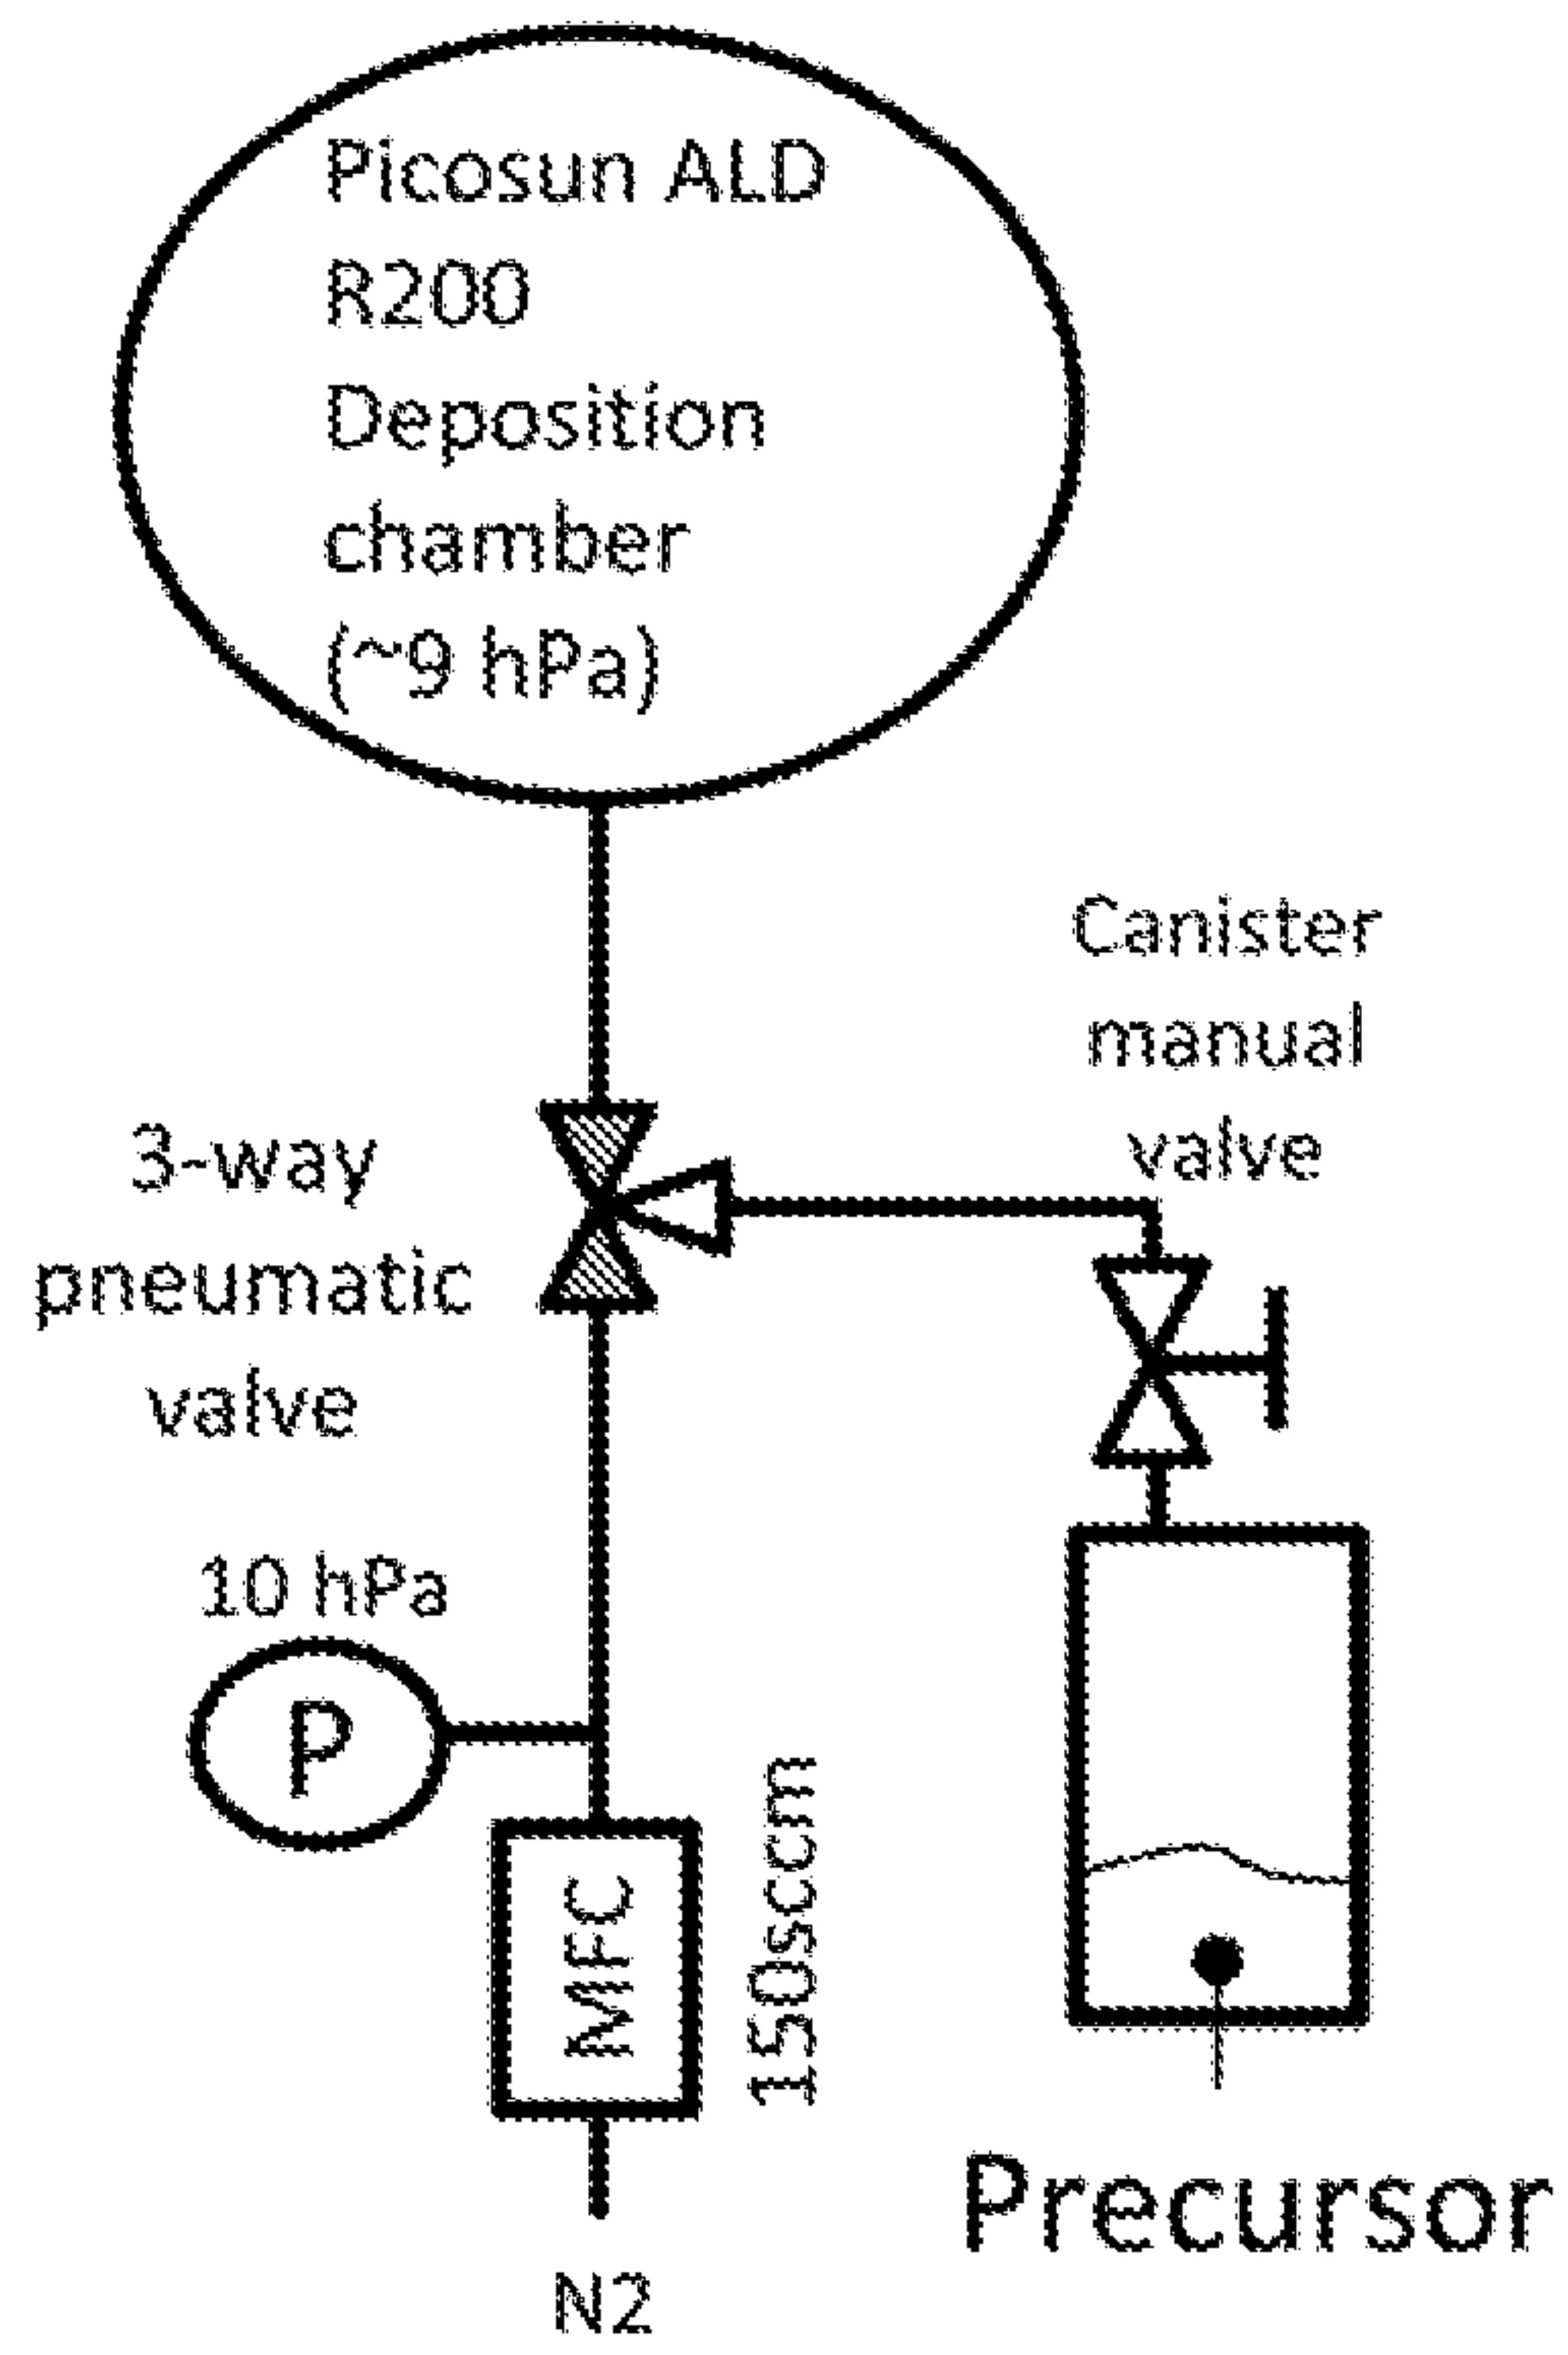 Picosun ALD
R200
Deposition
chamber
(~9 hPa)
Canister
manual
valve
3-way
pneumatic
valve
10 hPa
P
MFC
150sccm
Precursor
N2